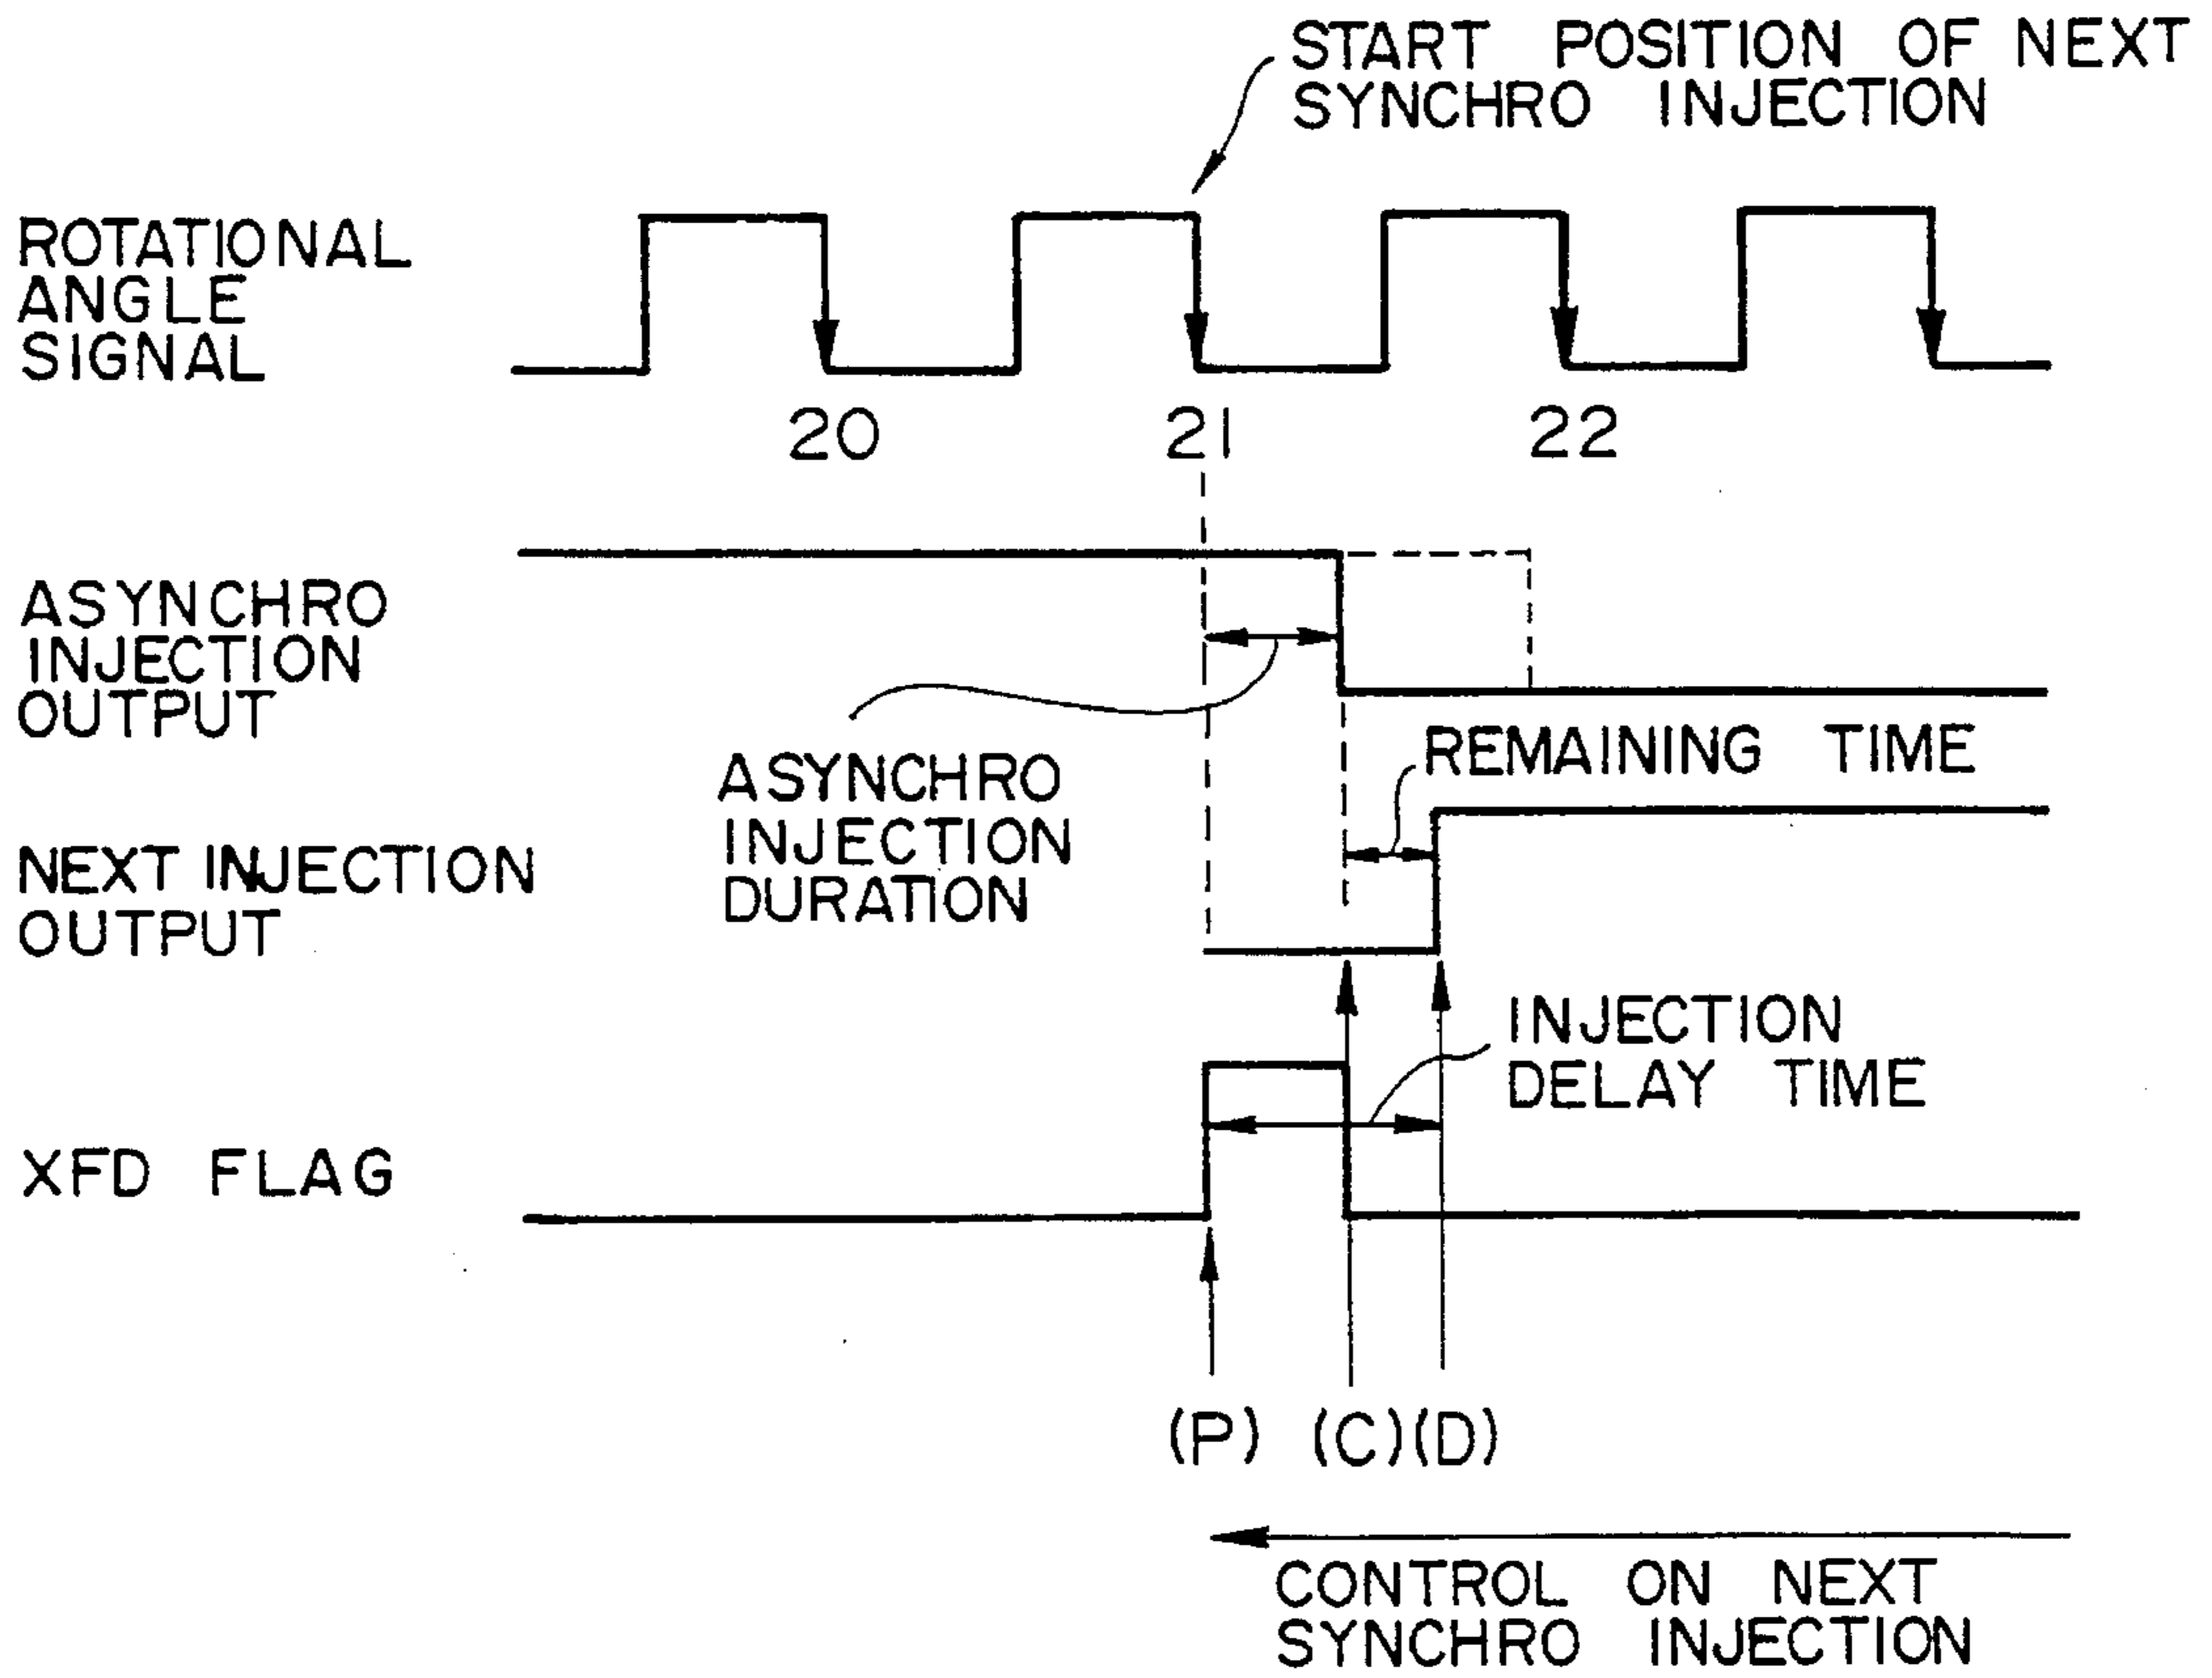 START POSITION OF NEXT
SYNCHRO INJECTION
ROTATIONAL
ANGLE
SIGNAL
20
21
22
ASYNCHRO
INJECTION
OUTPUT
REMAINING TIME
ASYNCHRO
INJECTION
DURATION
NEXT INJECTION
OUTPUT
INJECTION
DELAY TIME
XFD FLAG
(P) (C)(D)
CONTROL ON NEXT
SYNCHRO INJECTION